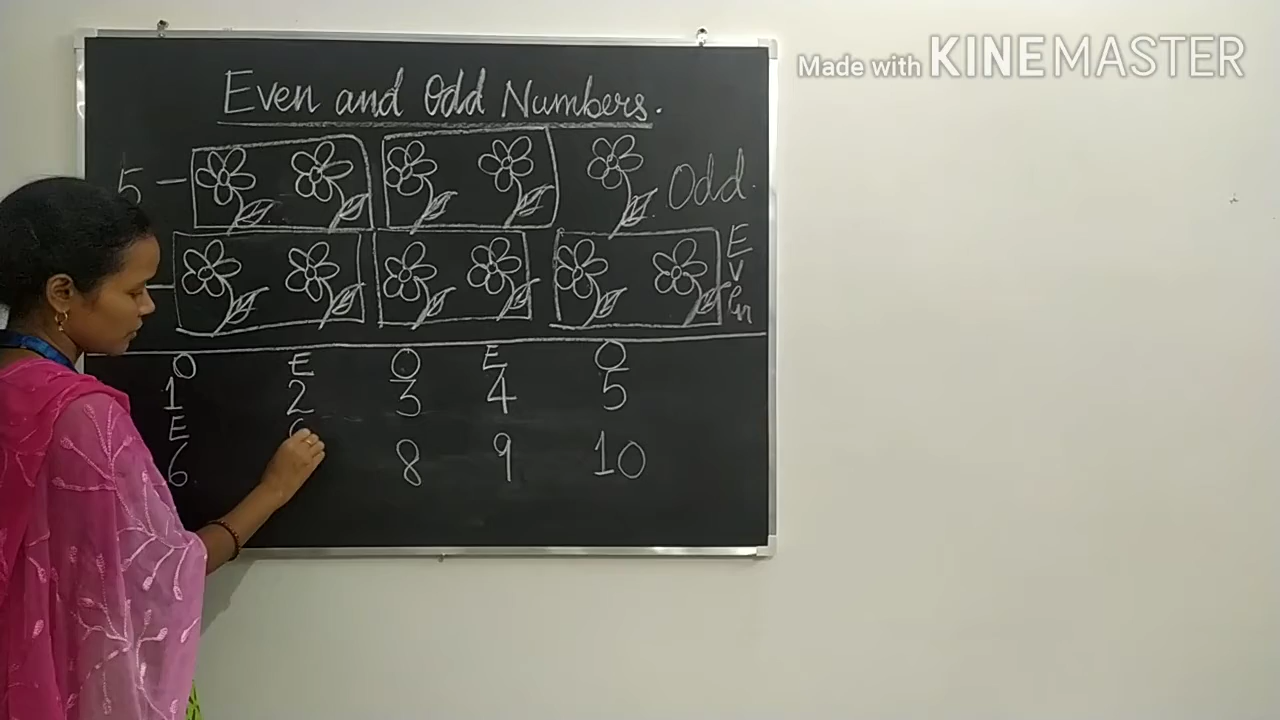 Made with KINEMASTER
Even and Odd Numbers.
5 – Odd.
– Even
O E O E O
1 2 3 4 5
E
6 8 9 10